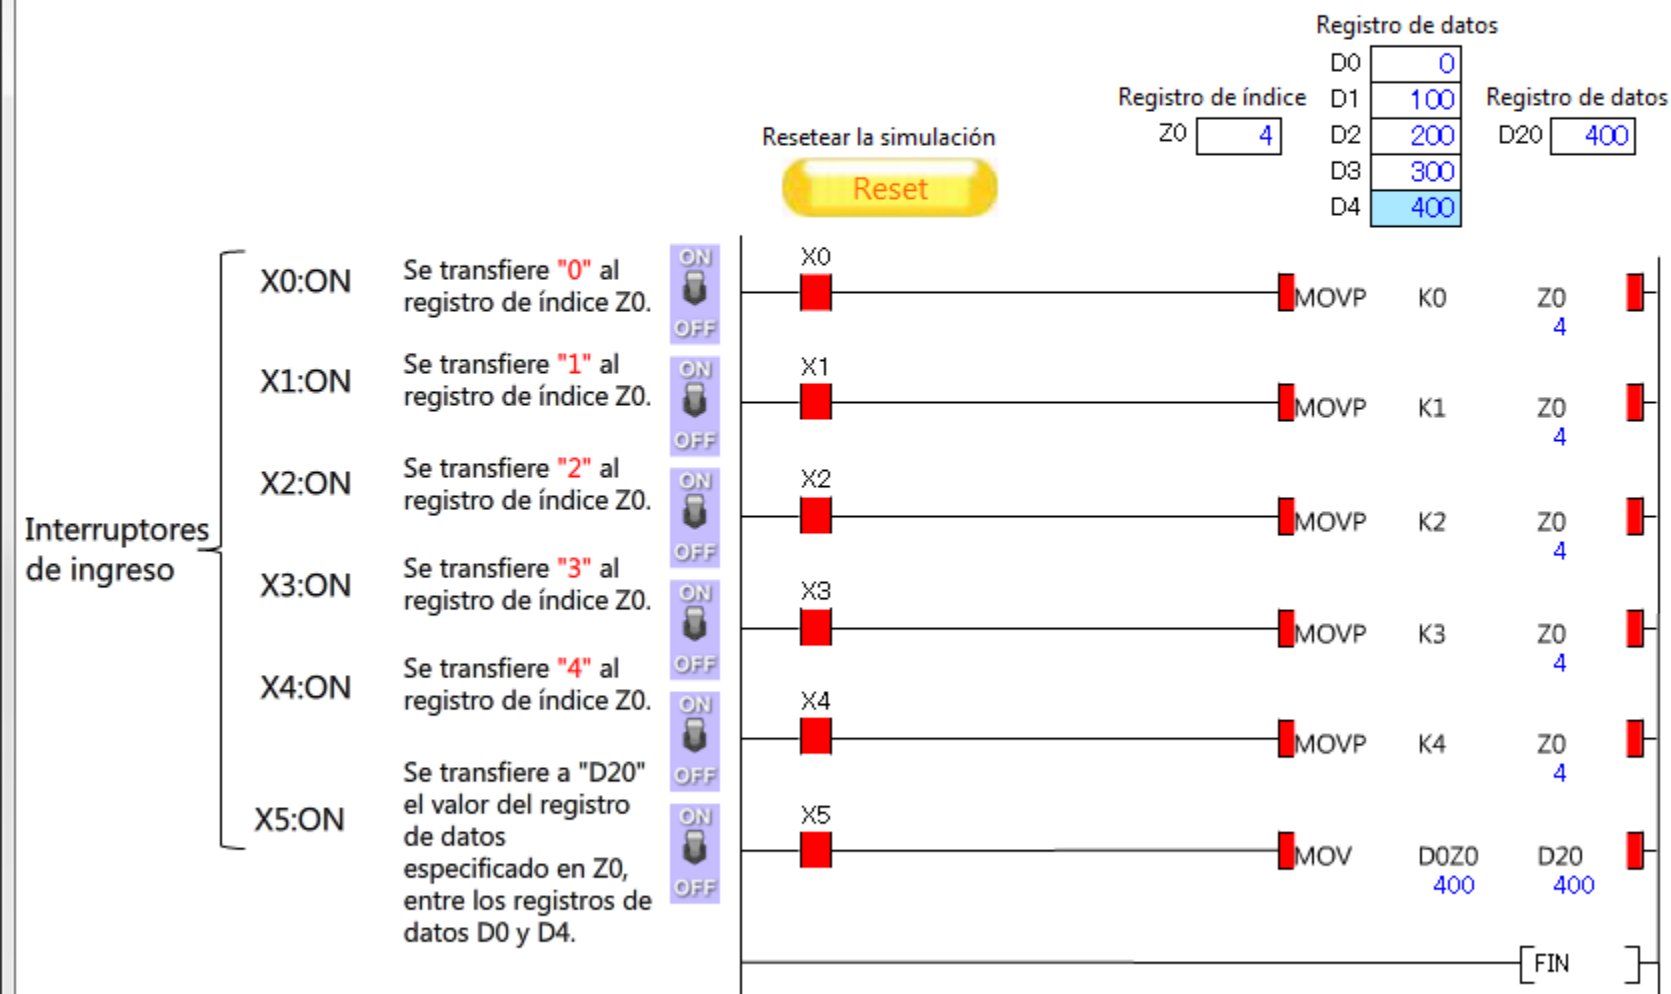 Registro de datos
D0 0
Registro de índice D1 100 Registro de datos
Z0 4 D2 200 D20 400
D3 300
D4 400
Resetear la simulación
Reset
Interruptores
de ingreso
X0:ON
Se transfiere "0" al
registro de índice Z0.
ON
OFF
X0
MOVP K0 Z0
4
X1:ON
Se transfiere "1" al
registro de índice Z0.
ON
OFF
X1
MOVP K1 Z0
4
X2:ON
Se transfiere "2" al
registro de índice Z0.
ON
OFF
X2
MOVP K2 Z0
4
X3:ON
Se transfiere "3" al
registro de índice Z0.
ON
OFF
X3
MOVP K3 Z0
4
X4:ON
Se transfiere "4" al
registro de índice Z0.
ON
OFF
X4
MOVP K4 Z0
4
X5:ON
Se transfiere a "D20"
el valor del registro
de datos
especificado en Z0,
entre los registros de
datos D0 y D4.
ON
OFF
X5
MOV D0Z0 D20
400 400
FIN